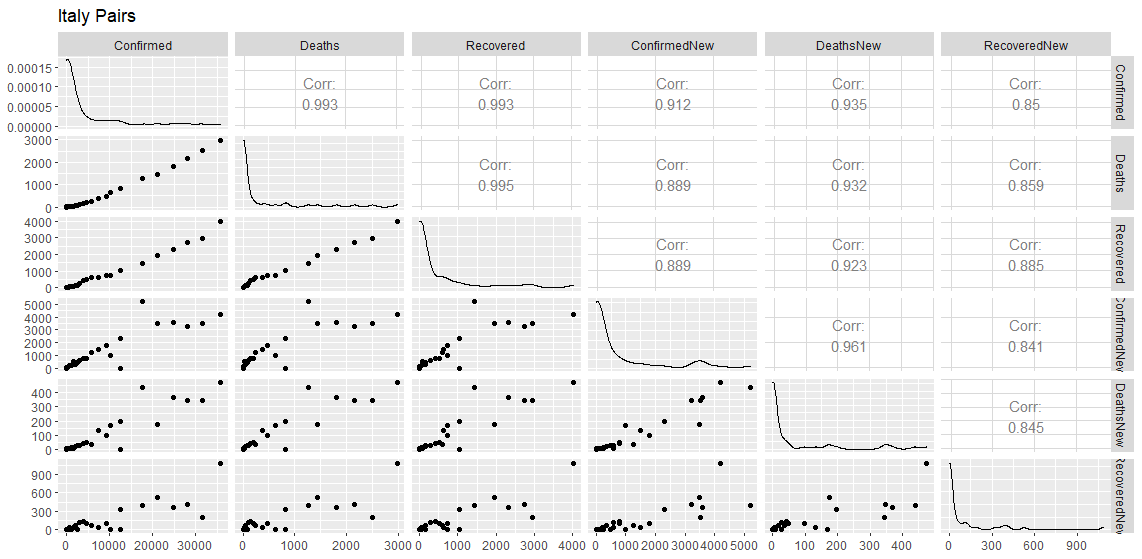 Italy Pairs
Confirmed Deaths Recovered ConfirmedNew DeathsNew RecoveredNew
0.00015
0.00010
0.00005
0.00000
Corr:
0.993
Corr:
0.993
Corr:
0.912
Corr:
0.935
Corr:
0.85
Confirmed
3000
2000
1000
0
Corr:
0.995
Corr:
0.889
Corr:
0.932
Corr:
0.859
Deaths
4000
3000
2000
1000
0
Corr:
0.889
Corr:
0.923
Corr:
0.885
Recovered
5000
4000
3000
2000
1000
0
Corr:
0.961
Corr:
0.841
ConfirmedNew
400
300
200
100
0
Corr:
0.845
DeathsNew
900
600
300
0
RecoveredNew
0 10000 20000 30000 0 1000 2000 3000 0 1000 2000 3000 4000 0 1000 2000 3000 4000 5000 0 100 200 300 400 0 300 600 900